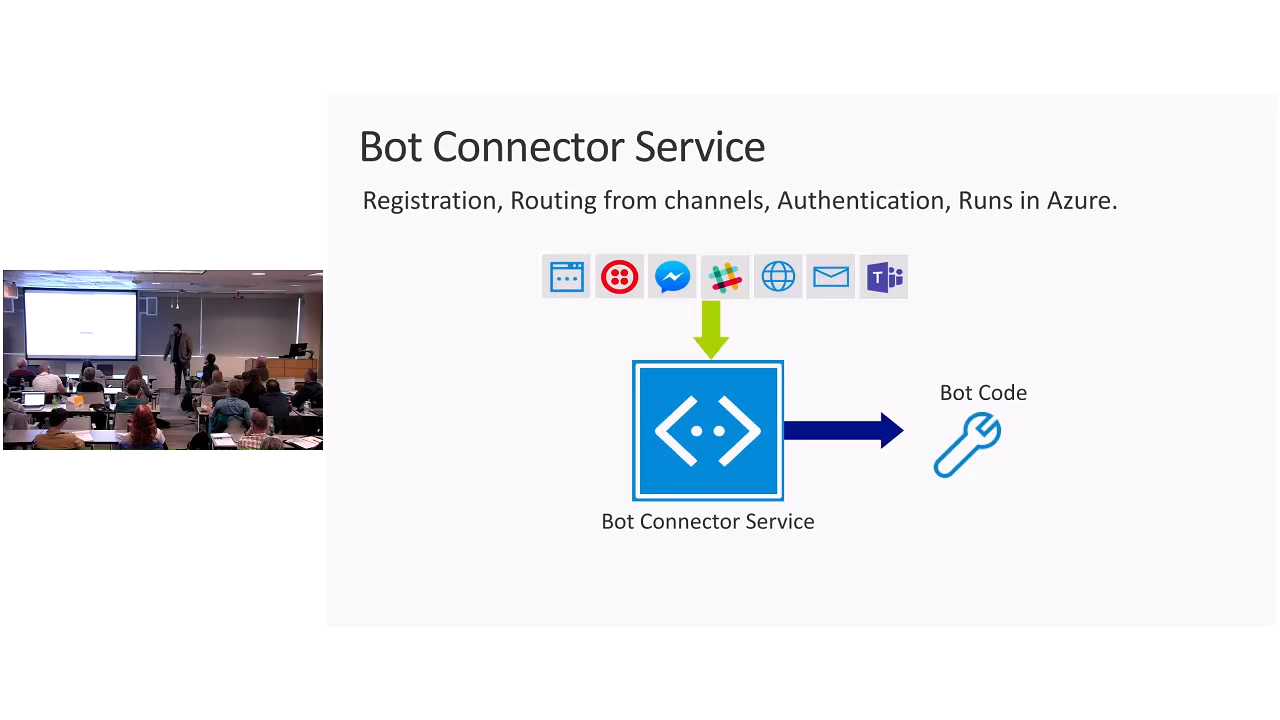 Bot Connector Service
Registration, Routing from channels, Authentication, Runs in Azure.
T
Bot Code
Bot Connector Service